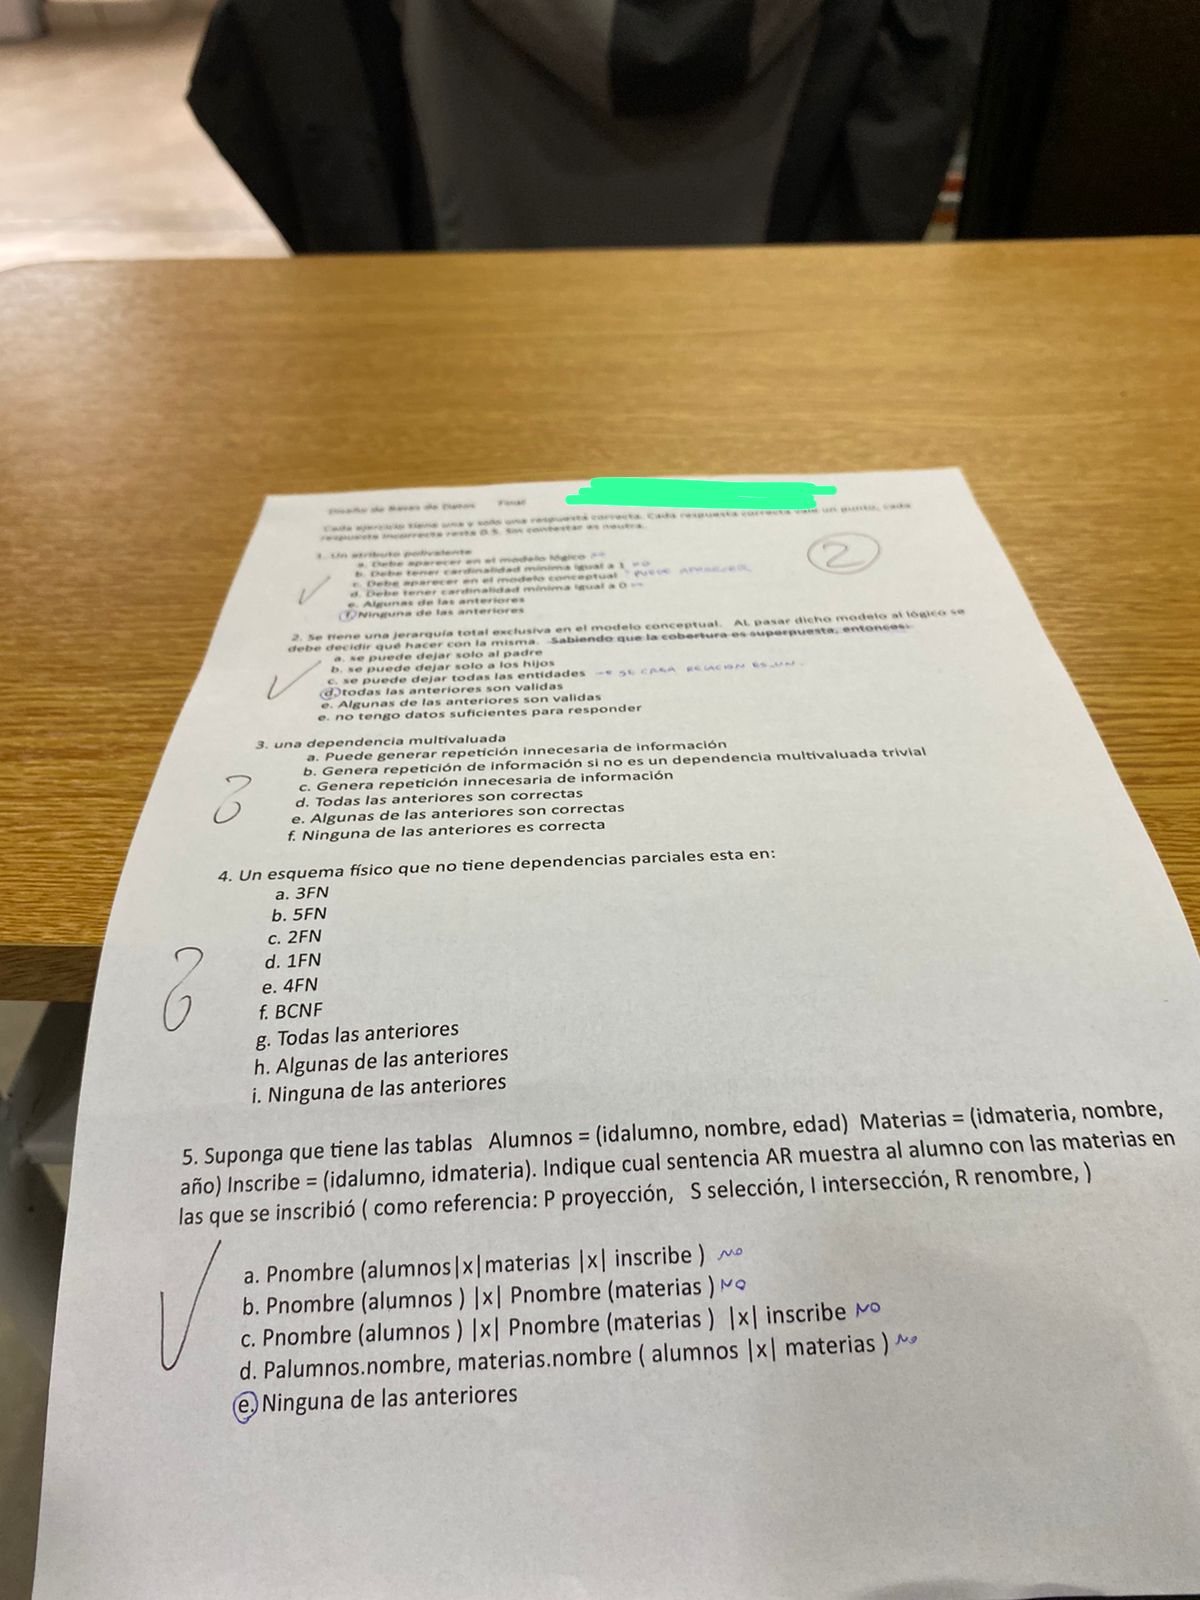 Diseño de Bases de Datos Final
Cada ejercicio tiene una y solo una respuesta correcta. Cada respuesta correcta vale un punto, cada
respuesta incorrecta resta 0.5. Sin contestar es neutra.
2
1. Un atributo polivalente
a. Debe aparecer en el modelo lógico NO
b. Debe tener cardinalidad mínima igual a 1 NO
c. Debe aparecer en el modelo conceptual PUEDE APARECER
d. Debe tener cardinalidad mínima igual a 0
e. Algunas de las anteriores
f. Ninguna de las anteriores
2. Se tiene una jerarquía total exclusiva en el modelo conceptual. AL pasar dicho modelo al lógico se
debe decidir qué hacer con la misma. Sabiendo que la cobertura es superpuesta, entonces:
a. se puede dejar solo al padre
b. se puede dejar solo a los hijos
c. se puede dejar todas las entidades → SE CREA RELACION ES.UN.
d. todas las anteriores son validas
e. Algunas de las anteriores son validas
e. no tengo datos suficientes para responder
3. una dependencia multivaluada
a. Puede generar repetición innecesaria de información
b. Genera repetición de información si no es un dependencia multivaluada trivial
c. Genera repetición innecesaria de información
d. Todas las anteriores son correctas
e. Algunas de las anteriores son correctas
f. Ninguna de las anteriores es correcta
4. Un esquema físico que no tiene dependencias parciales esta en:
a. 3FN
b. 5FN
c. 2FN
d. 1FN
e. 4FN
f. BCNF
g. Todas las anteriores
h. Algunas de las anteriores
i. Ninguna de las anteriores
5. Suponga que tiene las tablas Alumnos = (idalumno, nombre, edad) Materias = (idmateria, nombre,
año) Inscribe = (idalumno, idmateria). Indique cual sentencia AR muestra al alumno con las materias en
las que se inscribió ( como referencia: P proyección, S selección, I intersección, R renombre, )
a. Pnombre (alumnos|x|materias |x| inscribe ) NO
b. Pnombre (alumnos ) |x| Pnombre (materias ) NO
c. Pnombre (alumnos ) |x| Pnombre (materias ) |x| inscribe NO
d. Palumnos.nombre, materias.nombre ( alumnos |x| materias ) NO
e. Ninguna de las anteriores